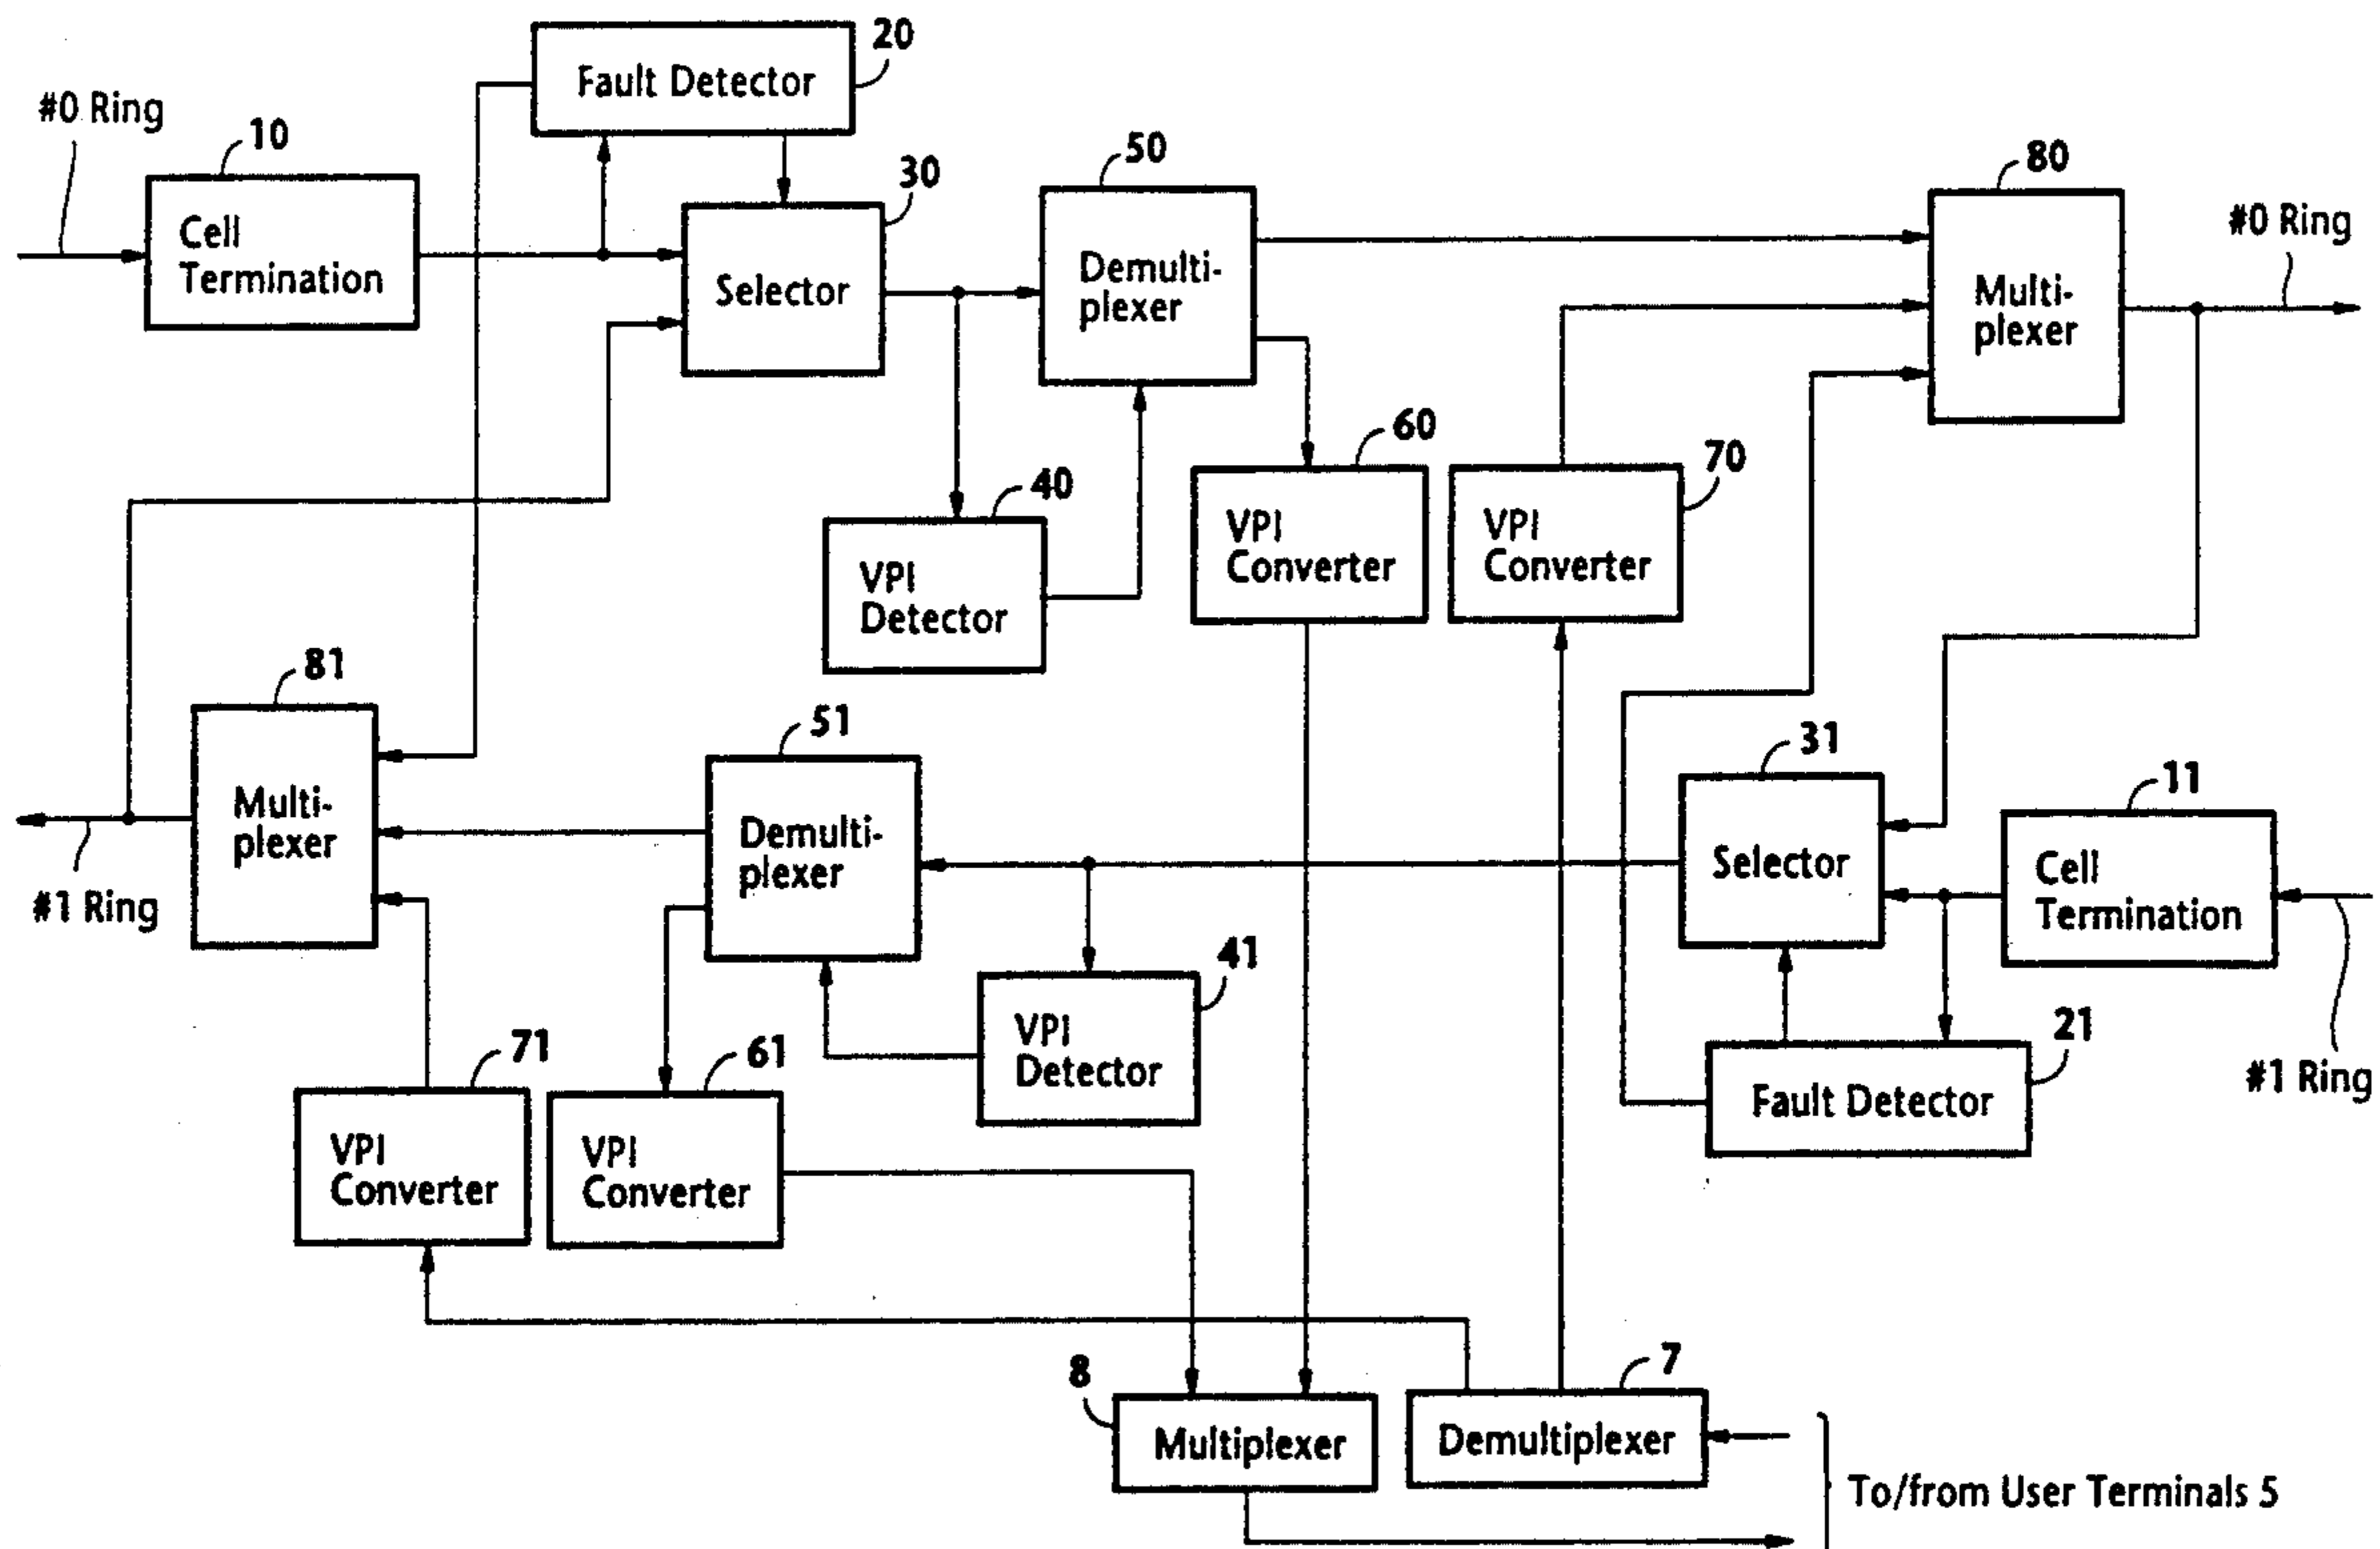 20
Fault Detector
#0 Ring
10
Cell
Termination
30
Selector
50
Demulti-
plexer
80
Multi-
plexer
#0 Ring
40
VPI
Detector
60
VPI
Converter
70
VPI
Converter
81
Multi-
plexer
#1 Ring
51
Demulti-
plexer
31
Selector
11
Cell
Termination
#1 Ring
41
VPI
Detector
21
Fault Detector
71
VPI
Converter
61
VPI
Converter
8
Multiplexer
7
Demultiplexer
To/from User Terminals 5